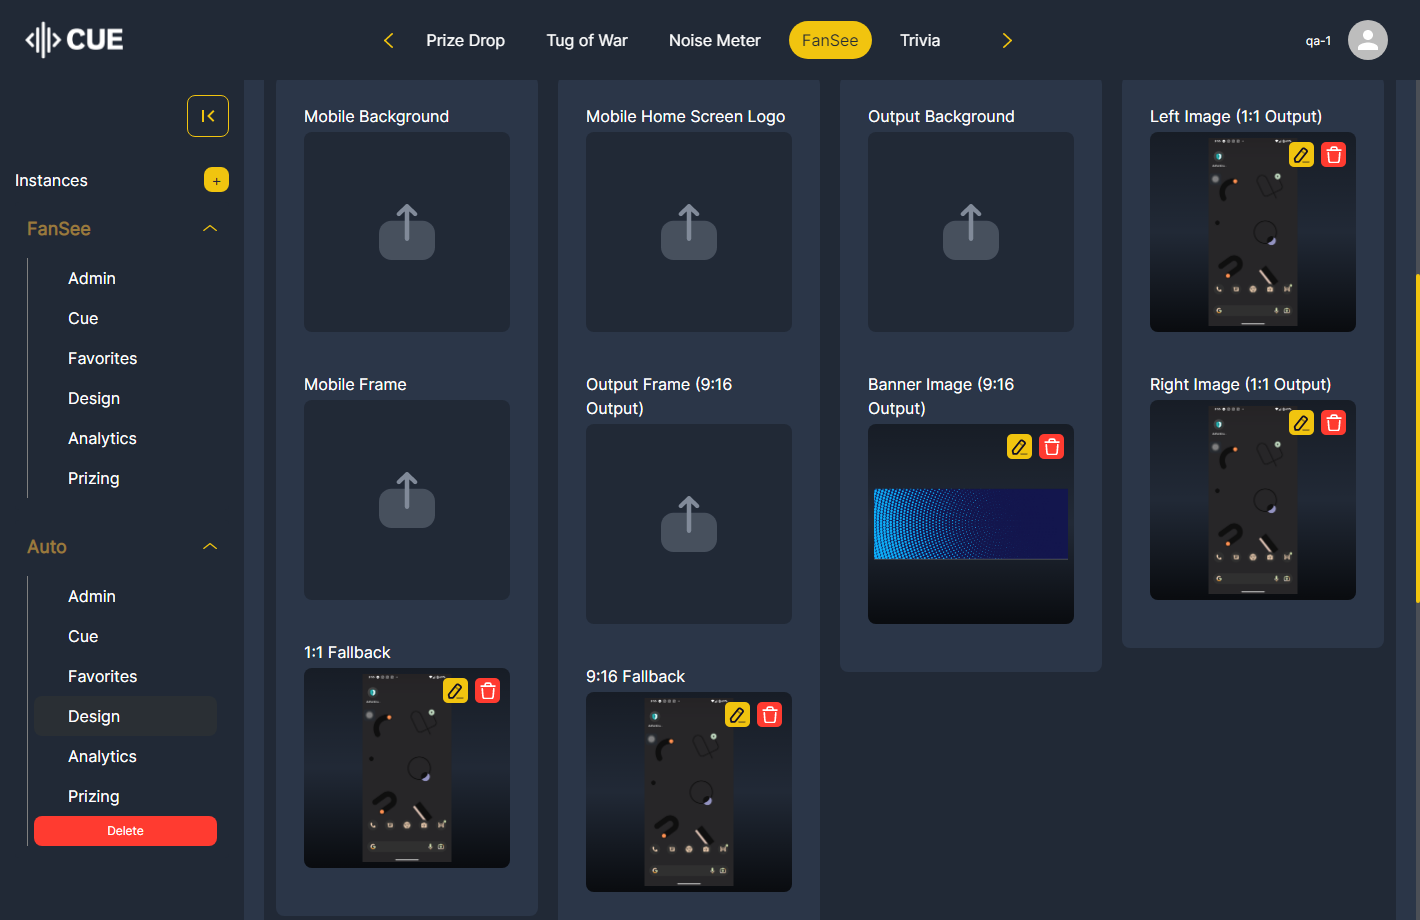 CUE
Prize Drop
Tug of War
Noise Meter
FanSee
Trivia
qa-1
Instances
+
FanSee
Admin
Cue
Favorites
Design
Analytics
Prizing
Auto
Admin
Cue
Favorites
Design
Analytics
Prizing
Delete
Mobile Background
Mobile Frame
1:1 Fallback
Mobile Home Screen Logo
Output Frame (9:16
Output)
9:16 Fallback
Output Background
Banner Image (9:16
Output)
Left Image (1:1 Output)
Right Image (1:1 Output)